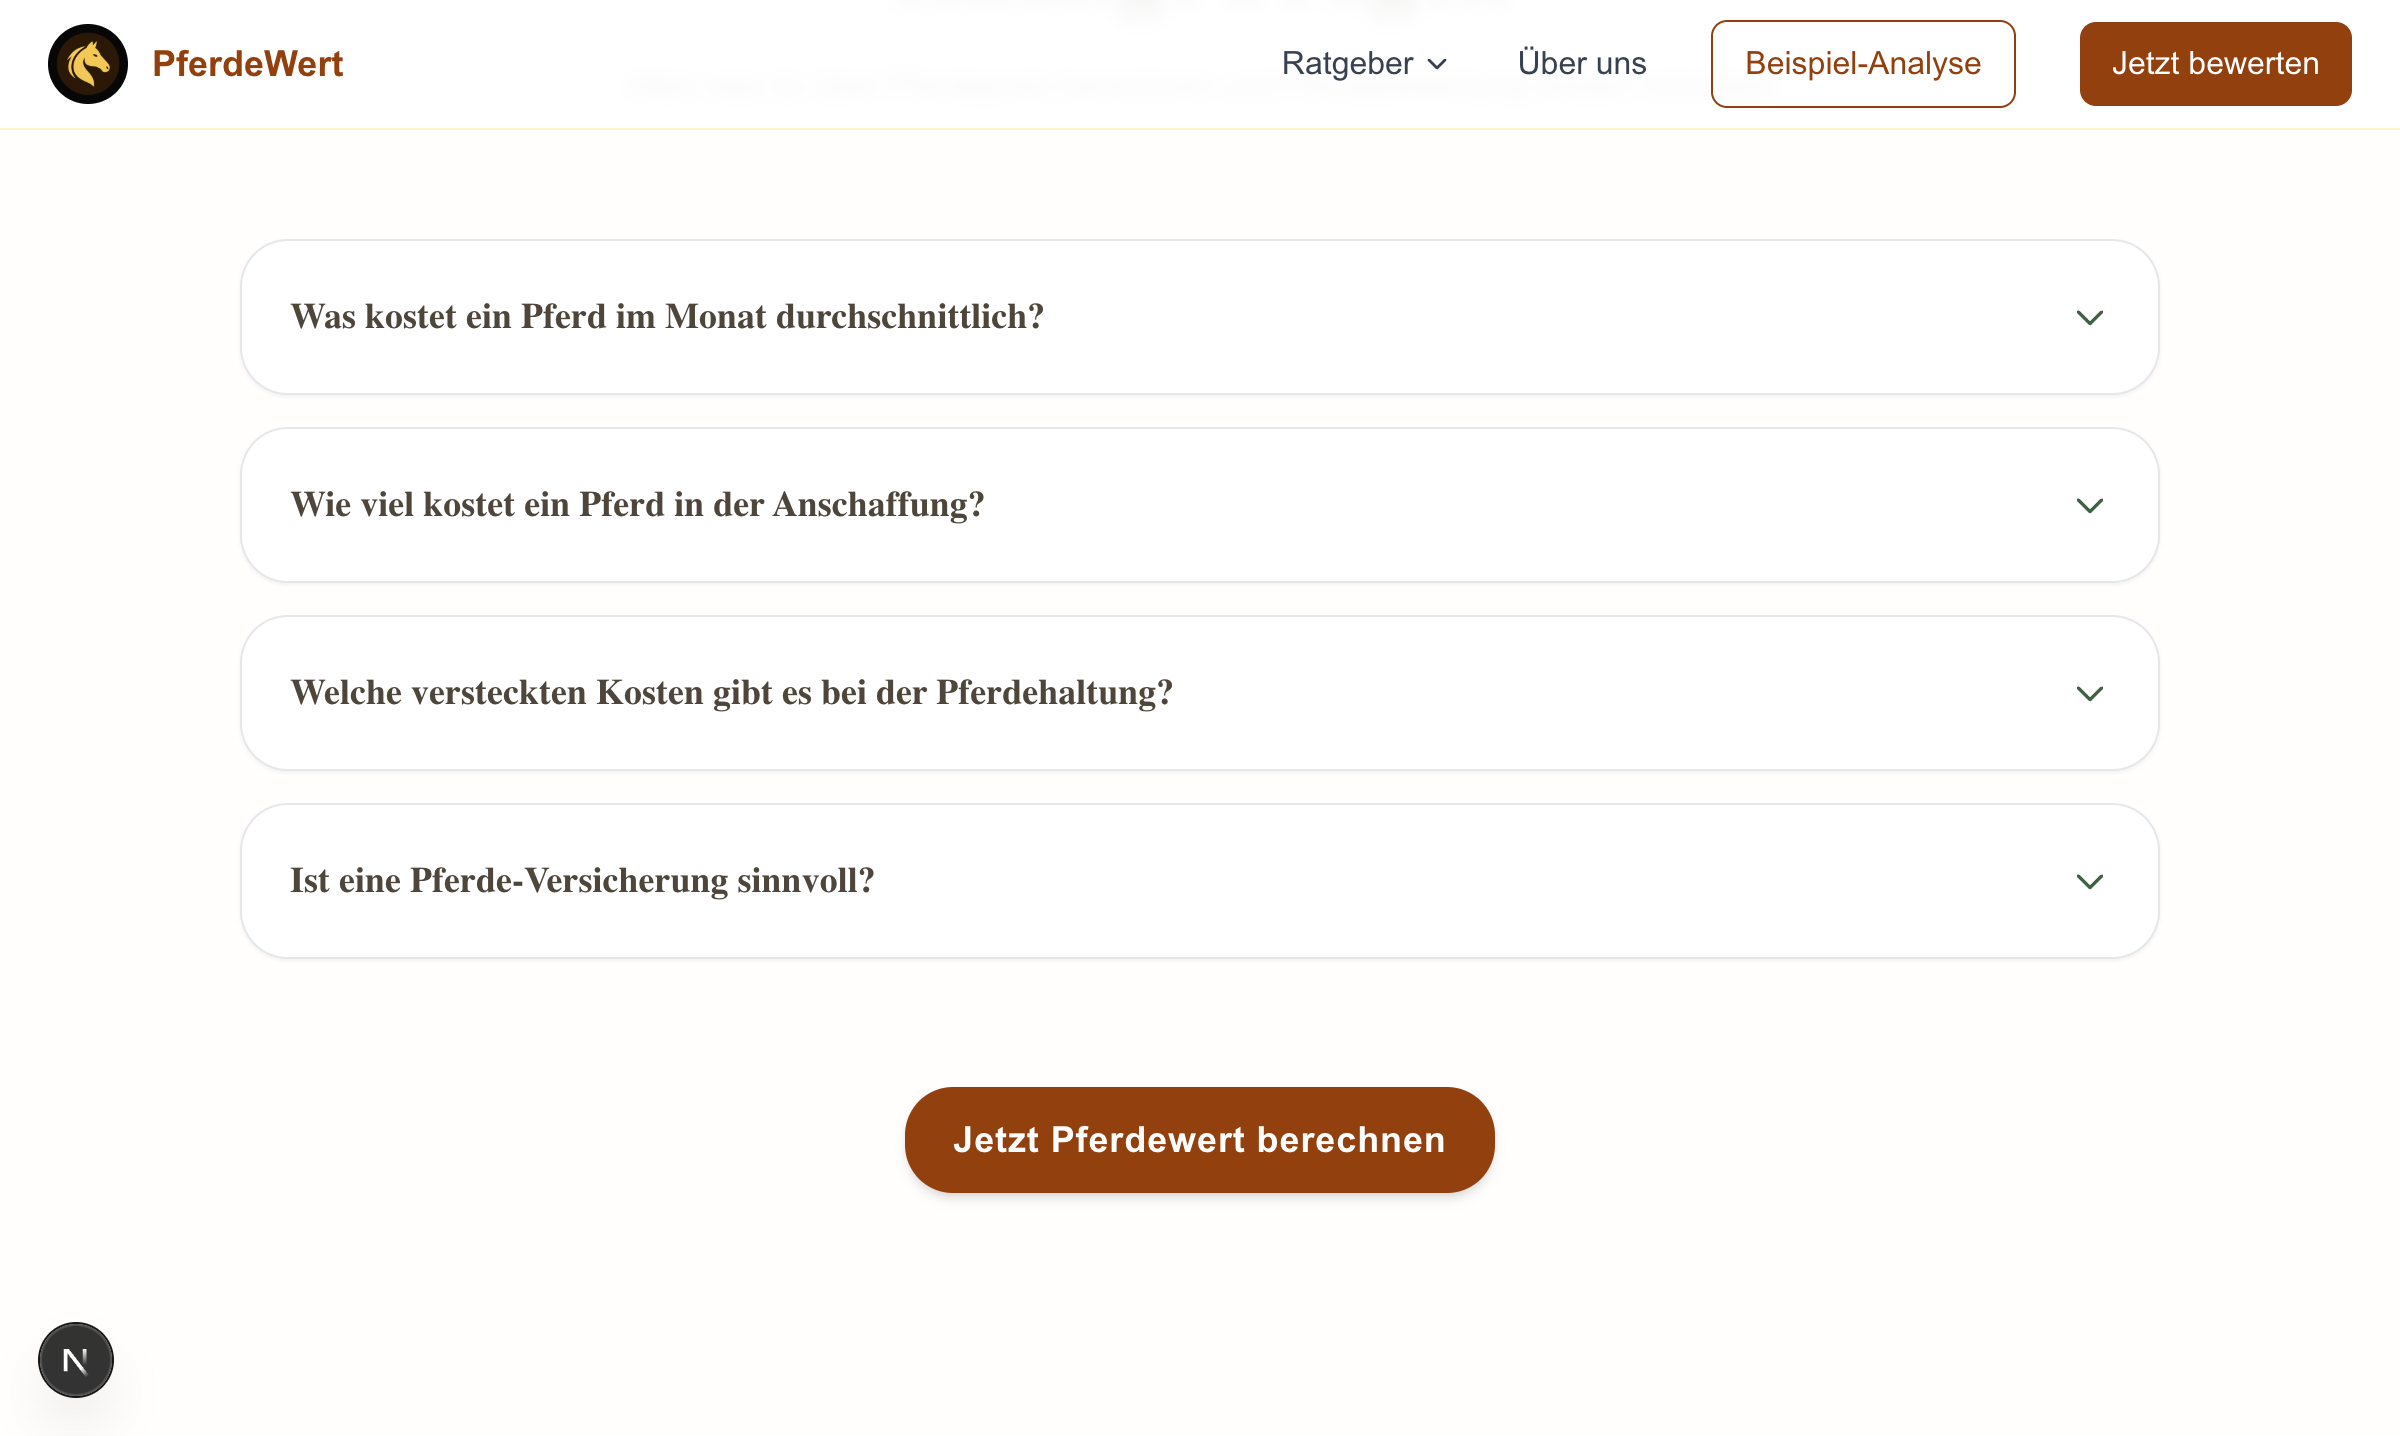 PferdeWert
Ratgeber
Über uns
Beispiel-Analyse
Jetzt bewerten
Was kostet ein Pferd im Monat durchschnittlich?
Wie viel kostet ein Pferd in der Anschaffung?
Welche versteckten Kosten gibt es bei der Pferdehaltung?
Ist eine Pferde-Versicherung sinnvoll?
Jetzt Pferdewert berechnen
N